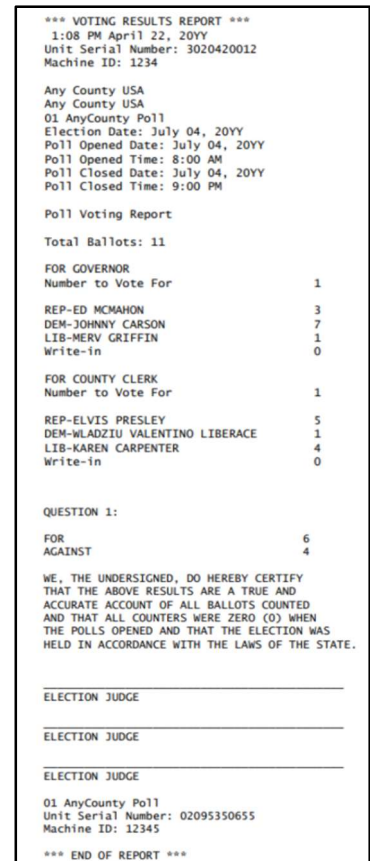 *** VOTING RESULTS REPORT ***
1:08 PM April 22, 20YY
Unit Serial Number: 3020420012
Machine ID: 1234
Any County USA
Any County USA
01 AnyCounty Poll
Election Date: July 04, 20YY
Poll Opened Date: July 04, 20YY
Poll Opened Time: 8:00 AM
Poll Closed Date: July 04, 20YY
Poll Closed Time: 9:00 PM
Poll Voting Report
Total Ballots: 11
FOR GOVERNOR
Number to Vote For 1
REP-ED MCMAHON 3
DEM-JOHNNY CARSON 7
LIB-MERV GRIFFIN 1
Write-in 0
FOR COUNTY CLERK
Number to Vote For 1
REP-ELVIS PRESLEY 5
DEM-WLADZIU VALENTINO LIBERACE 1
LIB-KAREN CARPENTER 4
Write-in 0
QUESTION 1:
FOR 6
AGAINST 4
WE, THE UNDERSIGNED, DO HEREBY CERTIFY
THAT THE ABOVE RESULTS ARE A TRUE AND
ACCURATE ACCOUNT OF ALL BALLOTS COUNTED
AND THAT ALL COUNTERS WERE ZERO (0) WHEN
THE POLLS OPENED AND THAT THE ELECTION WAS
HELD IN ACCORDANCE WITH THE LAWS OF THE STATE.
ELECTION JUDGE
ELECTION JUDGE
ELECTION JUDGE
01 AnyCounty Poll
Unit Serial Number: 02095350655
Machine ID: 12345
*** END OF REPORT ***